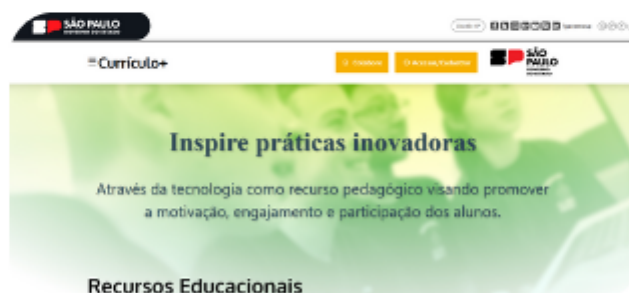 SÃO PAULO
Currículo+
SÃO
PAULO
Inspire práticas inovadoras
Através da tecnologia como recurso pedagógico visando promover
a motivação, engajamento e participação dos alunos.
Recursos Educacionais